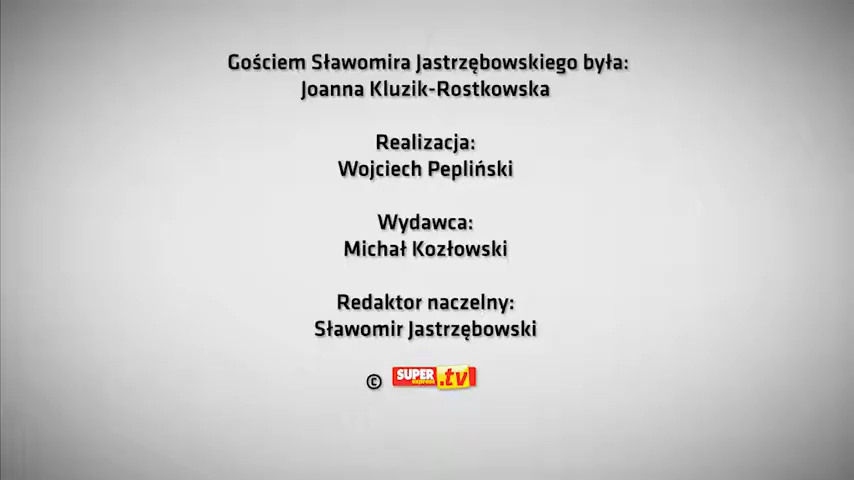 Gościem Sławomira Jastrzębowskiego była:
Joanna Kluzik-Rostkowska
Realizacja:
Wojciech Pepliński
Wydawca:
Michał Kozłowski
Redaktor naczelny:
Sławomir Jastrzębowski
© SUPER express .tv